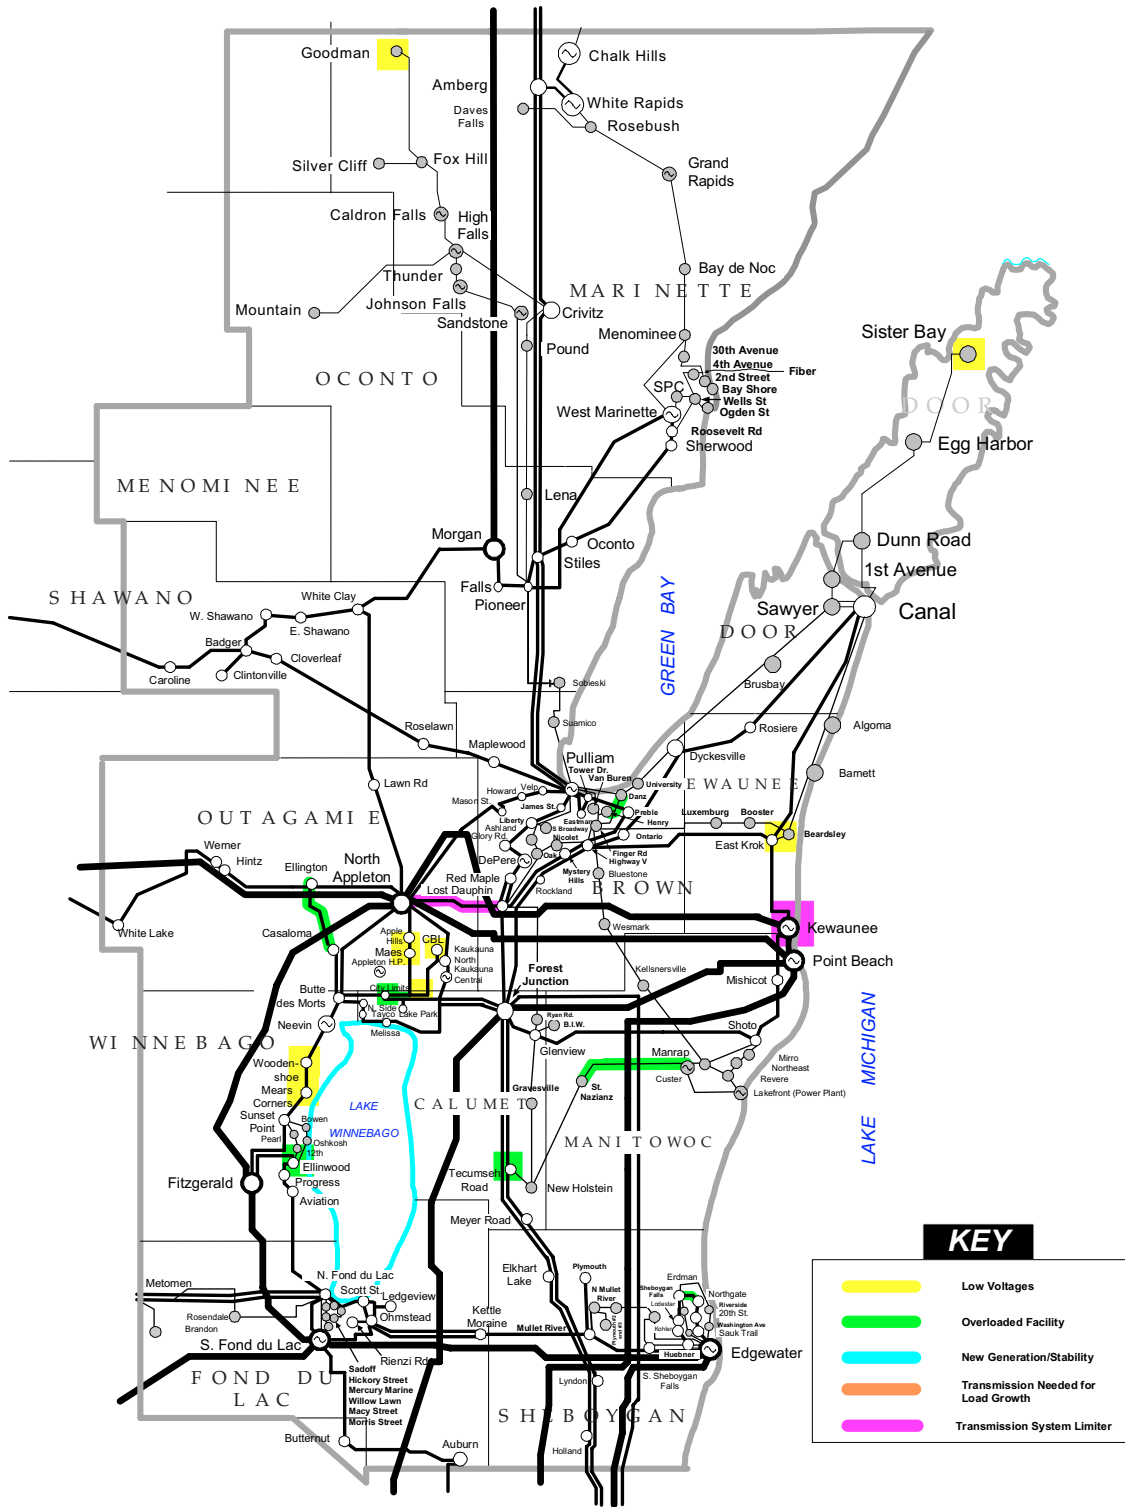 Goodman
Chalk Hills
Amberg
White Rapids
Daves
Falls
Rosebush
Silver Cliff
Fox Hill
Grand
Rapids
Caldron Falls
High
Falls
Thunder
Bay de Noc
MARINETTE
Johnson Falls
Mountain
Sandstone
Crivitz
Menominee
Sister Bay
Pound
30th Avenue
4th Avenue
Fiber
OCONTO
2nd Street
SPC
Bay Shore
Wells St
DOOR
West Marinette
Ogden St
Roosevelt Rd
Sherwood
Egg Harbor
MENOMINEE
Lena
Morgan
Oconto
Dunn Road
Stiles
1st Avenue
Falls
Pioneer
SHAWANO
White Clay
GREEN BAY
W. Shawano
E. Shawano
Sawyer
Canal
DOOR
Badger
Cloverleaf
Caroline
Clintonville
Sobieski
Brusbay
Suamico
Roselawn
Rosiere
Algoma
Maplewood
Dyckesville
Pulliam
Tower Dr.
Van Buren
University
Barnett
Lawn Rd
EWAUNEE
Howard
Velp
Danz
Mason St.
James St.
Preble
OUTAGAMIE
Liberty
Eastman
Henry
Luxemburg
Booster
Ashland
S Broadway
Glory Rd.
Nicolet
Ontario
Beardsley
East Krok
Werner
Hintz
North
Appleton
DePere
Oak
Finger Rd
Highway V
Ellington
Red Maple
Mystery
Hills
Bluestone
Lost Dauphin
Rockland
BROWN
White Lake
Apple
Hills
CBL
Wesmark
Kewaunee
Casaloma
Maes
Kaukauna
North
Appleton H.P.
Kaukauna
Central
Forest
Junction
Point Beach
Kellsnersville
Mishicot
Butte
des Morts
City Limits
N. Side
Tayco
Lake Park
Ryan Rd.
B.I.W.
Neevin
Melissa
Shoto
WINNEBAGO
Glenview
LAKE MICHIGAN
Manrap
Mirro
Northeast
Wooden-
shoe
Custer
Revere
Mears
Corners
Gravesville
St.
Nazianz
Lakefront (Power Plant)
LAKE
WINNEBAGO
CALUMET
Sunset
Point
Bowen
Pearl
Oshkosh
12th
MANITOWOC
Ellinwood
Fitzgerald
Progress
Tecumseh
Road
New Holstein
Aviation
Meyer Road
KEY
Elkhart
Lake
Plymouth
Erdman
N. Fond du Lac
Metomen
Scott St.
Ledgeview
N Mullet
River
Sheboygan
Falls
Northgate
Low Voltages
Rosendale
Ohmstead
Kettle
Moraine
Lodestar
Riverside
20th St.
Overloaded Facility
Brandon
Mullet River
Plymouth #2
and #3
Kohler
Washington Ave
Sauk Trail
S. Fond du Lac
Rienzi Rd
Huebner
Edgewater
New Generation/Stability
Sadoff
Hickory Street
Mercury Marine
Willow Lawn
Macy Street
Morris Street
Lyndon
S. Sheboygan
Falls
Transmission Needed for
Load Growth
FOND DU
LAC
SHEBOYGAN
Transmission System Limiter
Butternut
Auburn
Holland